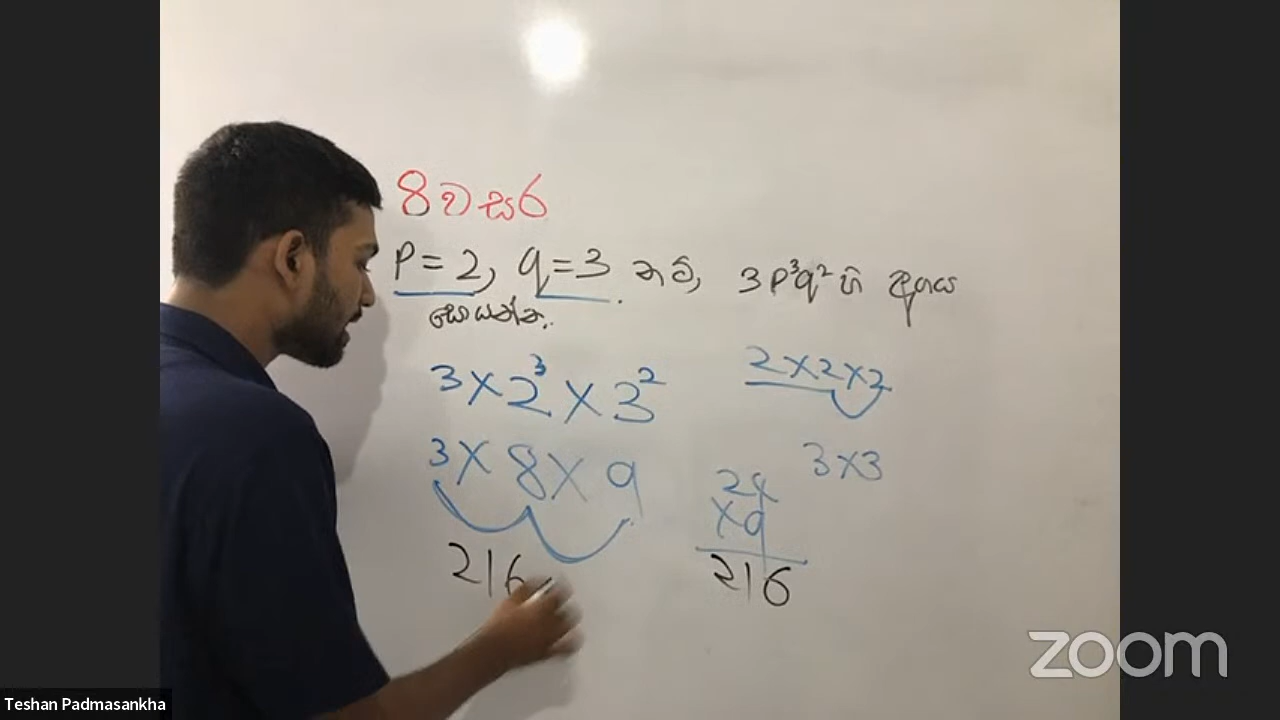 8 වසර
P = 2, q = 3 නම්, 3P³q² හි අගය
සොයන්න.
3 × 2³ × 3²
2 × 2 × 2
3 × 8 × 9
3 × 3
24
× 9
216
216
zoom
Teshan Padmasankha